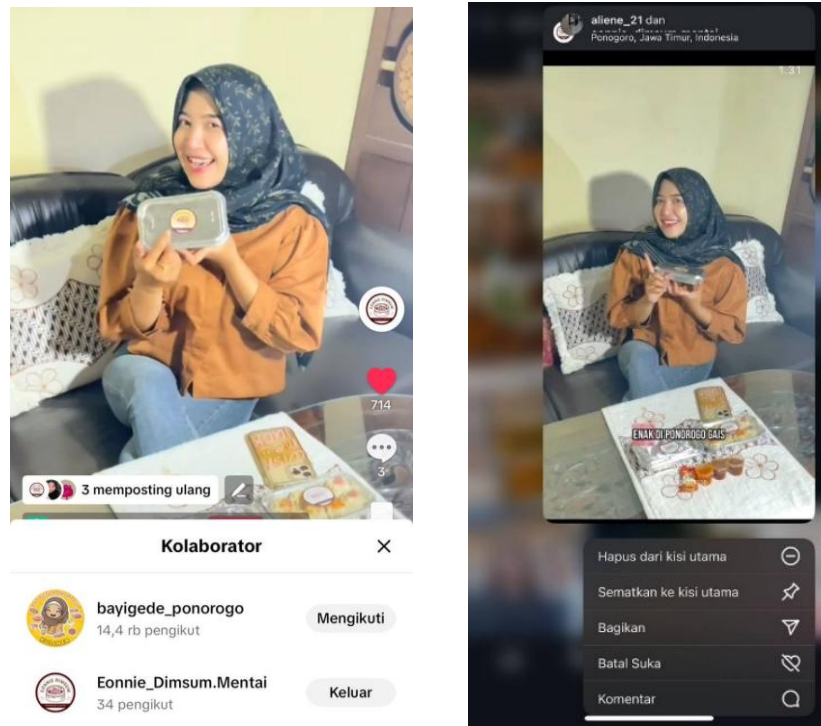 714
3
3 memposting ulang
Kolaborator
bayigede_ponorogo
14,4 rb pengikut
Mengikuti
Eonnie_Dimsum.Mentai
34 pengikut
Keluar
aliene_21 dan
Ponogoro, Jawa Timur, Indonesia
1:31
ENAK DI PONOROGO GAIS
Hapus dari kisi utama
Sematkan ke kisi utama
Bagikan
Batal Suka
Komentar